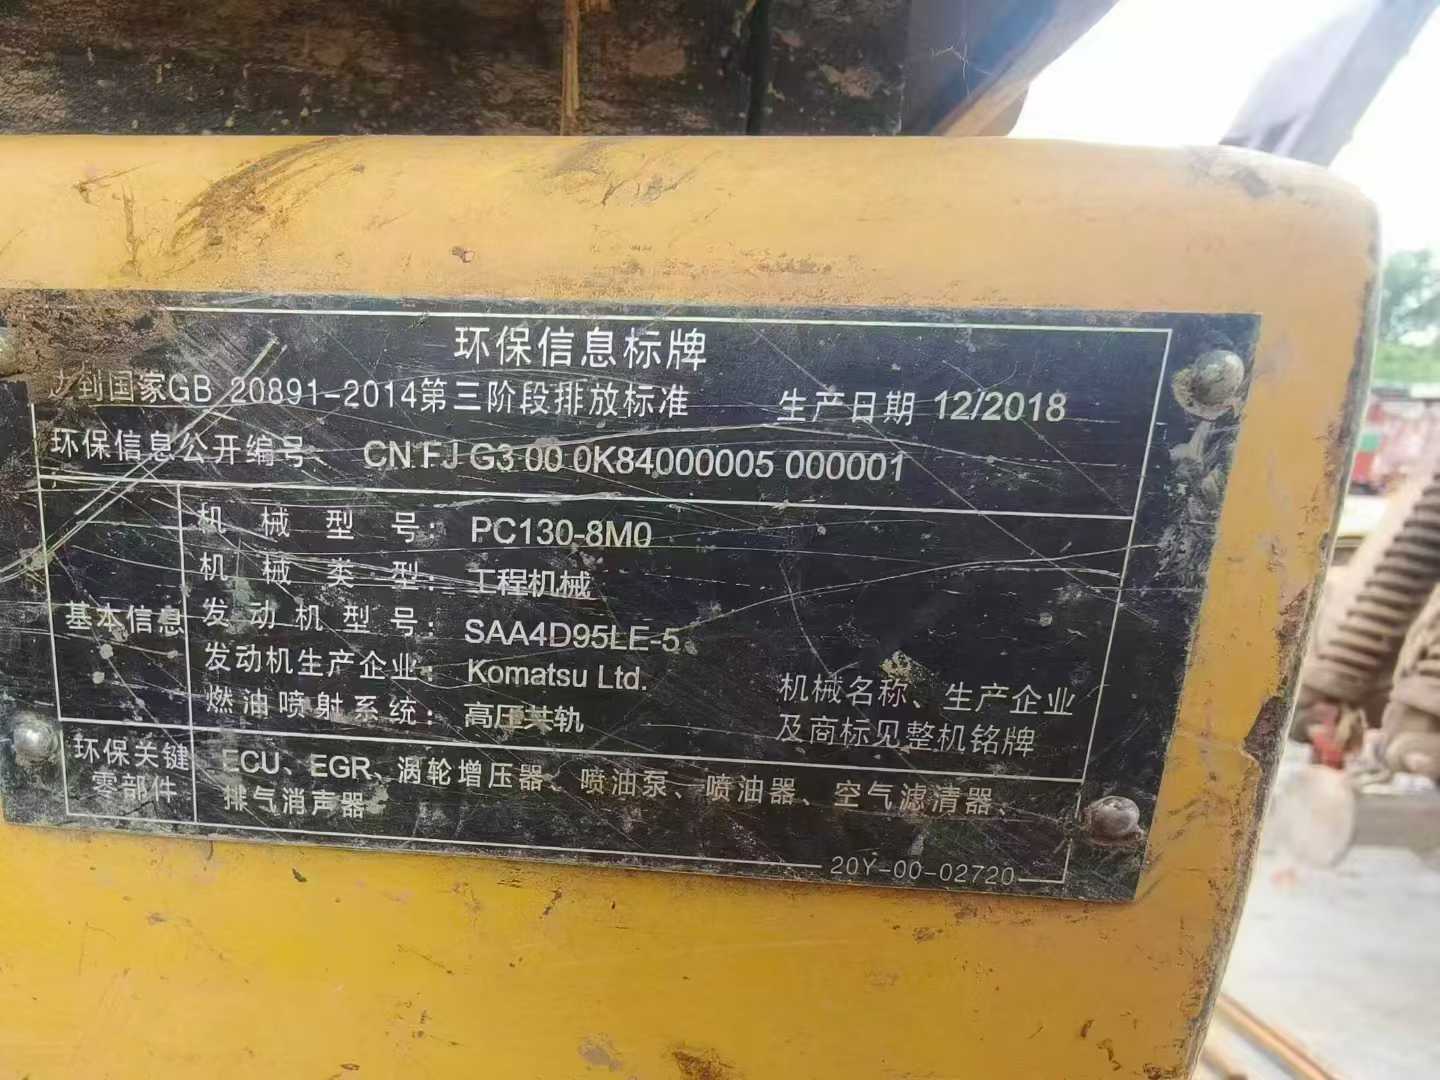 环保信息标牌
达到国家GB 20891-2014第三阶段排放标准 生产日期 12/2018
环保信息公开编号: CN FJ G3 00 0K84000005 000001
基本信息
机械型号: PC130-8M0
机械类型: 工程机械
发动机型号: SAA4D95LE-5
发动机生产企业: Komatsu Ltd.
燃油喷射系统: 高压共轨
机械名称、生产企业
及商标见整机铭牌
环保关键
零部件
ECU、EGR、涡轮增压器、喷油泵、喷油器、空气滤清器、
排气消声器
20Y-00-02720